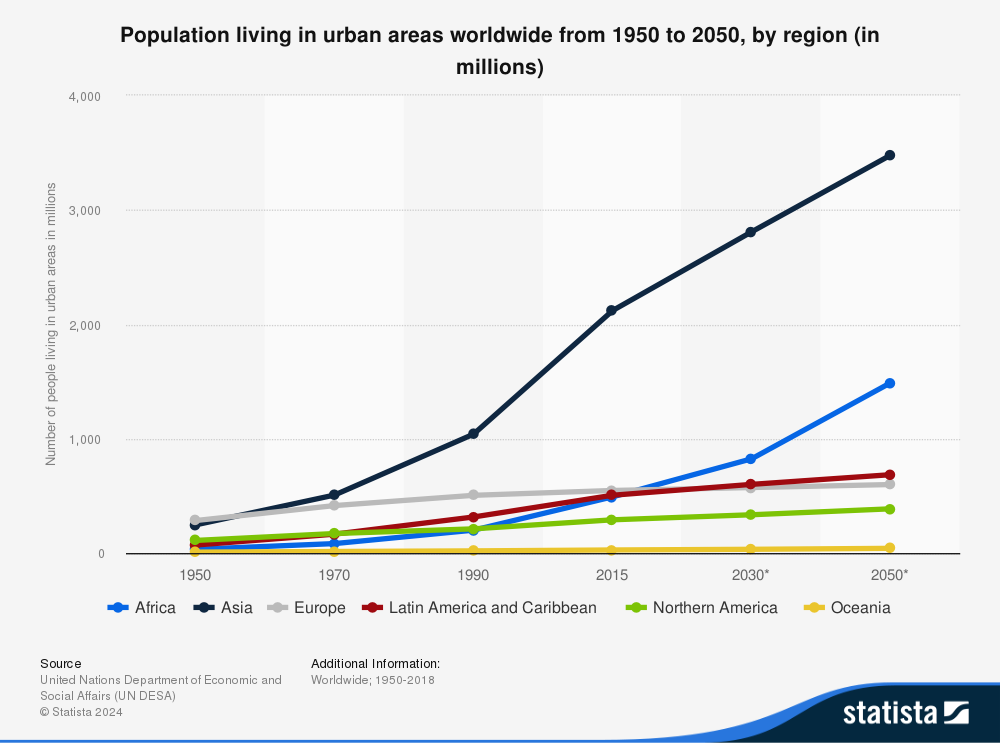 Population living in urban areas worldwide from 1950 to 2050, by region (in
millions)
Number of people living in urban areas in millions
4,000
3,000
2,000
1,000
0
1950 1970 1990 2015 2030* 2050*
Africa Asia Europe Latin America and Caribbean Northern America Oceania
Source
United Nations Department of Economic and
Social Affairs (UN DESA)
© Statista 2024
Additional Information:
Worldwide; 1950-2018
statista